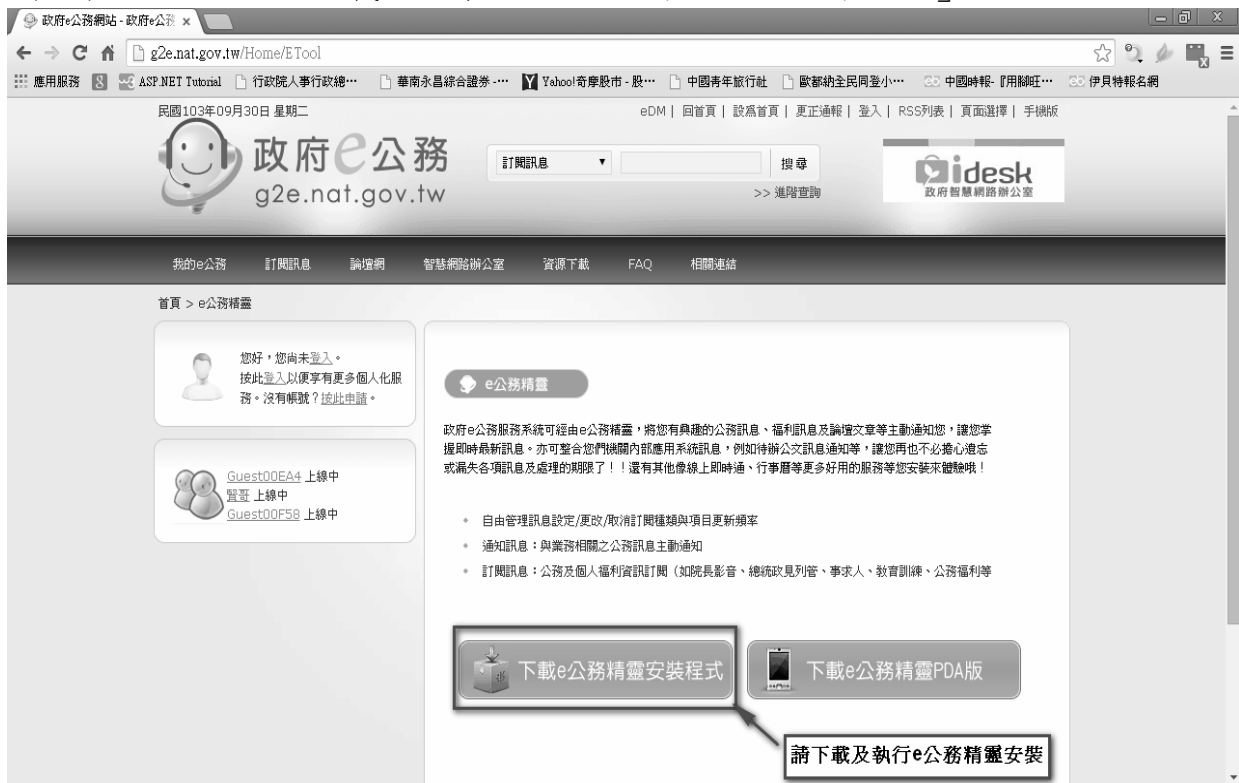 政府e公務網站 - 政府e公務
g2e.nat.gov.tw/Home/ETool
應用服務 ASP.NET Tutorial 行政院人事行政總… 華南永昌綜合證券 -… Yahoo!奇摩股市 - 股… 中國青年旅行社 歐都納全民同登小… 中國時報-『用腳旺… 伊貝特報名網
民國103年09月30日 星期二
eDM | 回首頁 | 設為首頁 | 更正通報 | 登入 | RSS列表 | 頁面選擇 | 手機版
政府e公務
g2e.nat.gov.tw
訂閱訊息
搜尋
>> 進階查詢
idesk
政府智慧網路辦公室
我的e公務 訂閱訊息 論壇網 智慧網路辦公室 資源下載 FAQ 相關連結
首頁 > e公務精靈
您好，您尚未登入。
按此登入以便享有更多個人化服
務。沒有帳號？按此申請。
Guest00EA4 上線中
賢哥 上線中
Guest00F58 上線中
e公務精靈
政府e公務服務系統可經由e公務精靈，將您有興趣的公務訊息、福利訊息及論壇文章等主動通知您，讓您掌
握即時最新訊息。亦可整合您們機關內部應用系統訊息，例如待辦公文訊息通知等，讓您再也不必擔心遺忘
或漏失各項訊息及處理的期限了！！還有其他像線上即時通、行事曆等更多好用的服務等您安裝來體驗哦！
自由管理訊息設定/更改/取消訂閱種類與項目更新頻率
通知訊息：與業務相關之公務訊息主動通知
訂閱訊息：公務及個人福利資訊訂閱（如院長影音、總統政見列管、事求人、教育訓練、公務福利等
下載e公務精靈安裝程式
下載e公務精靈PDA版
請下載及執行e公務精靈安裝